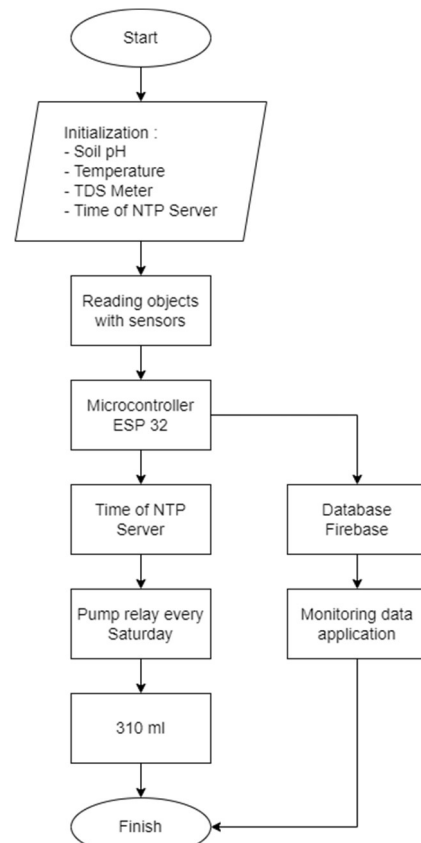 Start
Initialization :
- Soil pH
- Temperature
- TDS Meter
- Time of NTP Server
Reading objects
with sensors
Microcontroller
ESP 32
Time of NTP
Server
Database
Firebase
Pump relay every
Saturday
Monitoring data
application
310 ml
Finish